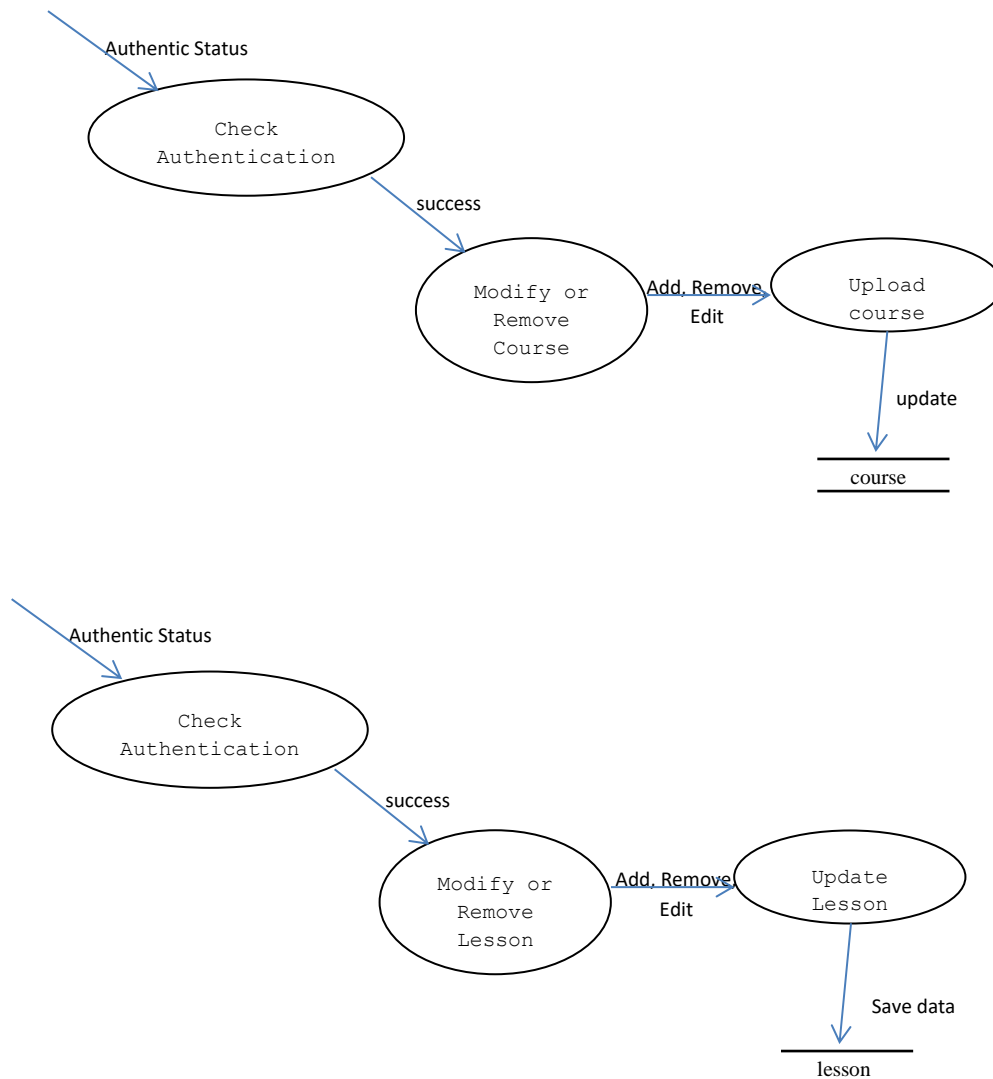 Authentic Status
Check
Authentication
success
Modify or
Remove
Course
Add, Remove,
Edit
Upload
course
update
course
Authentic Status
Check
Authentication
success
Modify or
Remove
Lesson
Add, Remove,
Edit
Update
Lesson
Save data
lesson